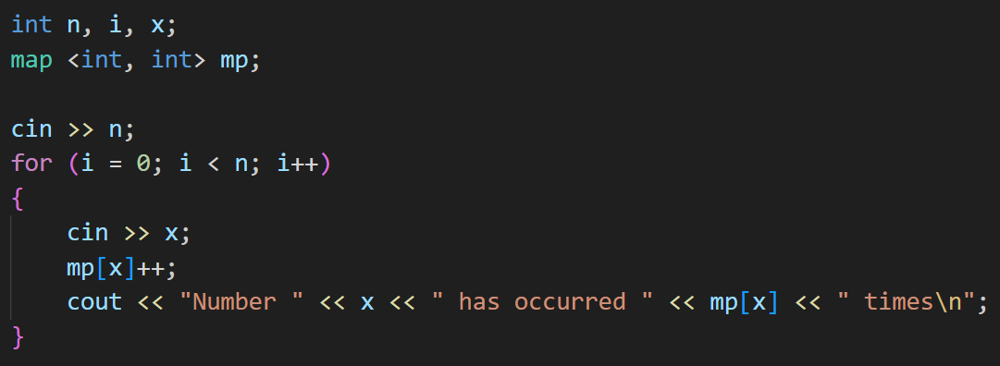 int n, i, x;
map <int, int> mp;

cin >> n;
for (i = 0; i < n; i++)
{
    cin >> x;
    mp[x]++;
    cout << "Number " << x << " has occurred " << mp[x] << " times\n";
}